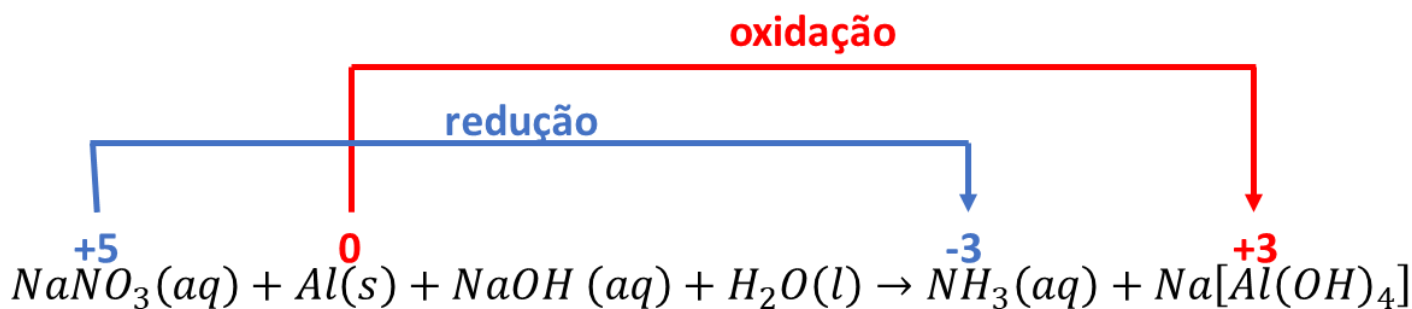 oxidação
redução
+5 0 -3 +3
NaNO₃(aq) + Al(s) + NaOH (aq) + H₂O(l) → NH₃(aq) + Na[Al(OH)₄]